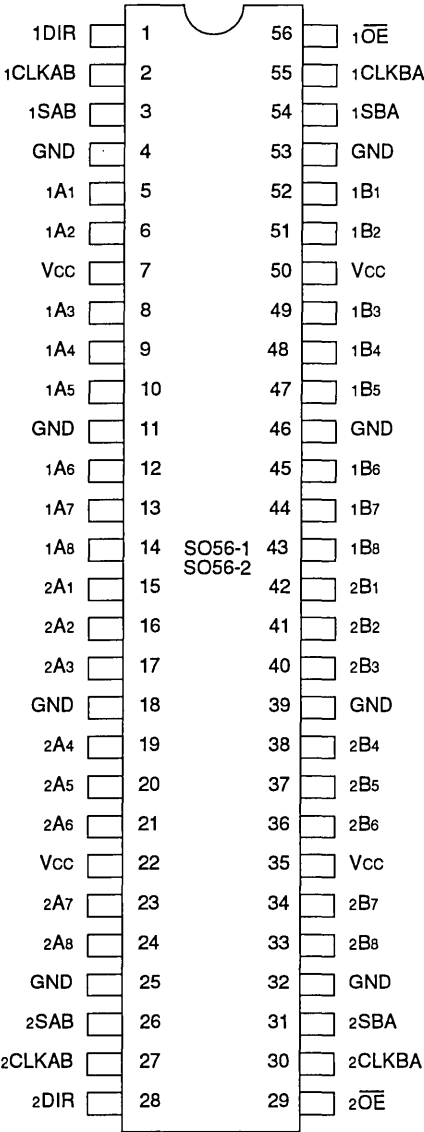 1DIR 1 56 1O̅E̅
1CLKAB 2 55 1CLKBA
1SAB 3 54 1SBA
GND 4 53 GND
1A1 5 52 1B1
1A2 6 51 1B2
Vcc 7 50 Vcc
1A3 8 49 1B3
1A4 9 48 1B4
1A5 10 47 1B5
GND 11 46 GND
1A6 12 45 1B6
1A7 13 44 1B7
1A8 14 SO56-1 43 1B8
SO56-2
2A1 15 42 2B1
2A2 16 41 2B2
2A3 17 40 2B3
GND 18 39 GND
2A4 19 38 2B4
2A5 20 37 2B5
2A6 21 36 2B6
Vcc 22 35 Vcc
2A7 23 34 2B7
2A8 24 33 2B8
GND 25 32 GND
2SAB 26 31 2SBA
2CLKAB 27 30 2CLKBA
2DIR 28 29 2O̅E̅